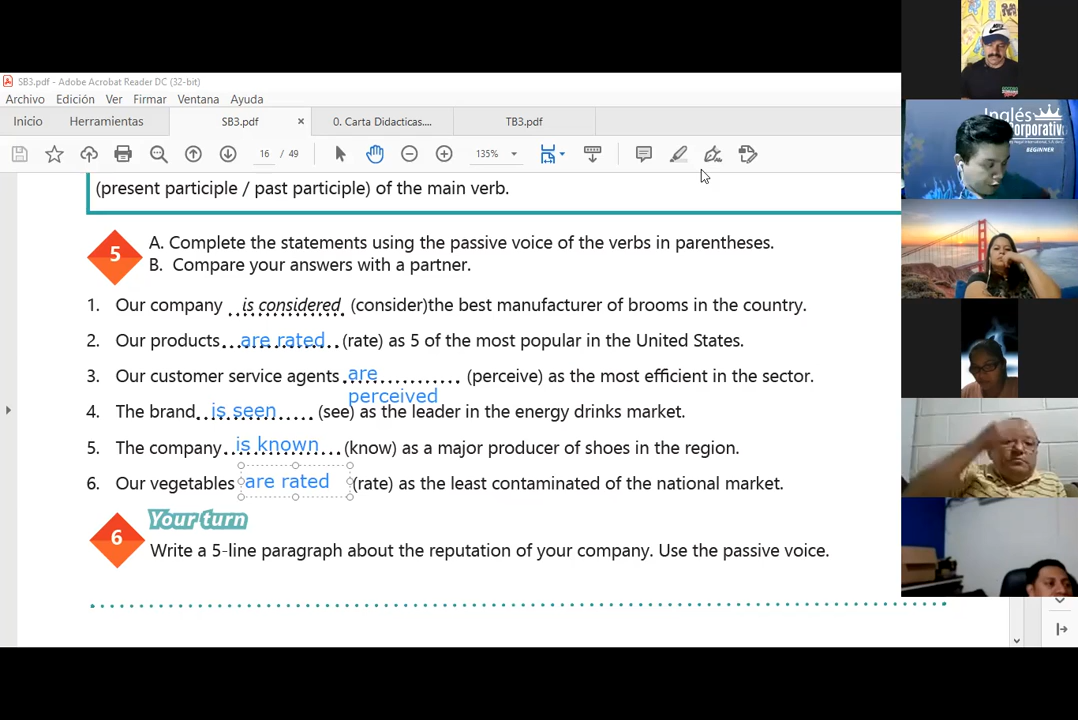 SB3.pdf - Adobe Acrobat Reader DC (32-bit)
Archivo Edición Ver Firmar Ventana Ayuda
Inicio Herramientas SB3.pdf × 0. Carta Didacticas.... TB3.pdf
16 / 49 135%
(present participle / past participle) of the main verb.
5 A. Complete the statements using the passive voice of the verbs in parentheses.
B. Compare your answers with a partner.
1. Our company is considered (consider)the best manufacturer of brooms in the country.
2. Our products are rated (rate) as 5 of the most popular in the United States.
3. Our customer service agents are (perceive) as the most efficient in the sector.
perceived
4. The brand is seen (see) as the leader in the energy drinks market.
5. The company is known (know) as a major producer of shoes in the region.
6. Our vegetables are rated (rate) as the least contaminated of the national market.
Your turn
6 Write a 5-line paragraph about the reputation of your company. Use the passive voice.
Inglés
Corporativo
BEGINNER